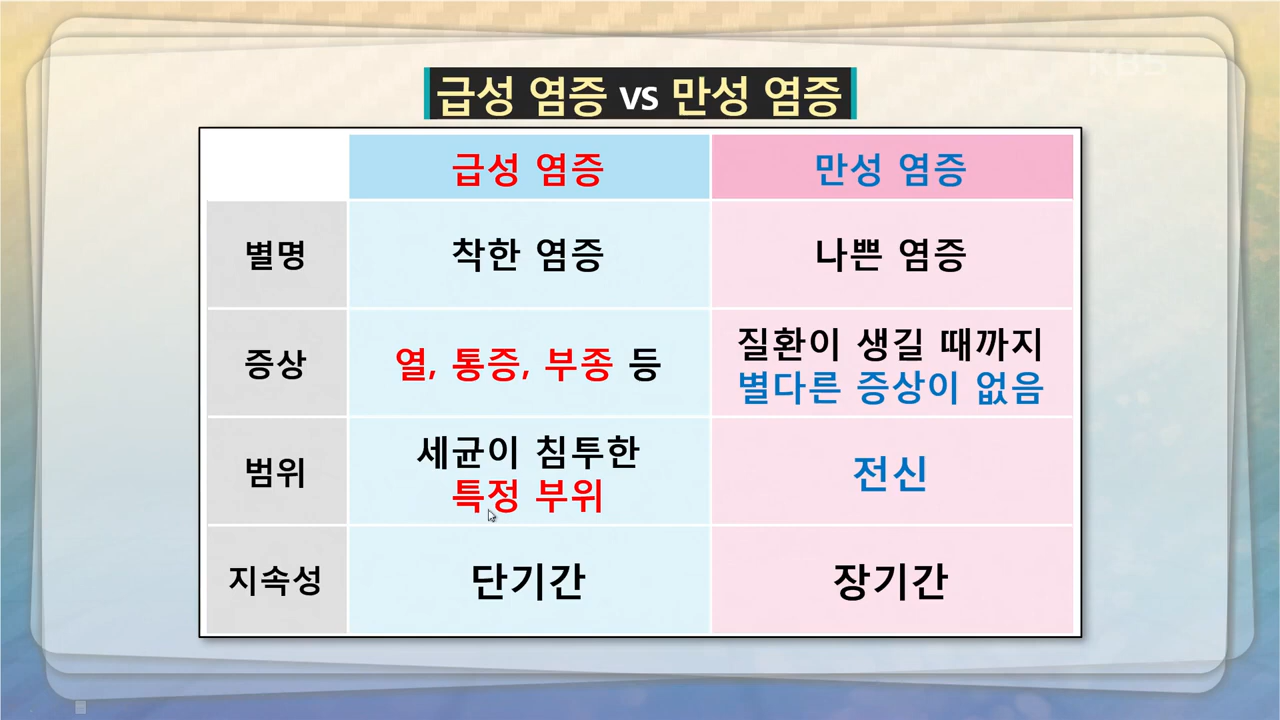 KBS
급성 염증 vs 만성 염증
급성 염증
만성 염증
별명
착한 염증
나쁜 염증
증상
열, 통증, 부종 등
질환이 생길 때까지
별다른 증상이 없음
범위
세균이 침투한
특정 부위
전신
지속성
단기간
장기간